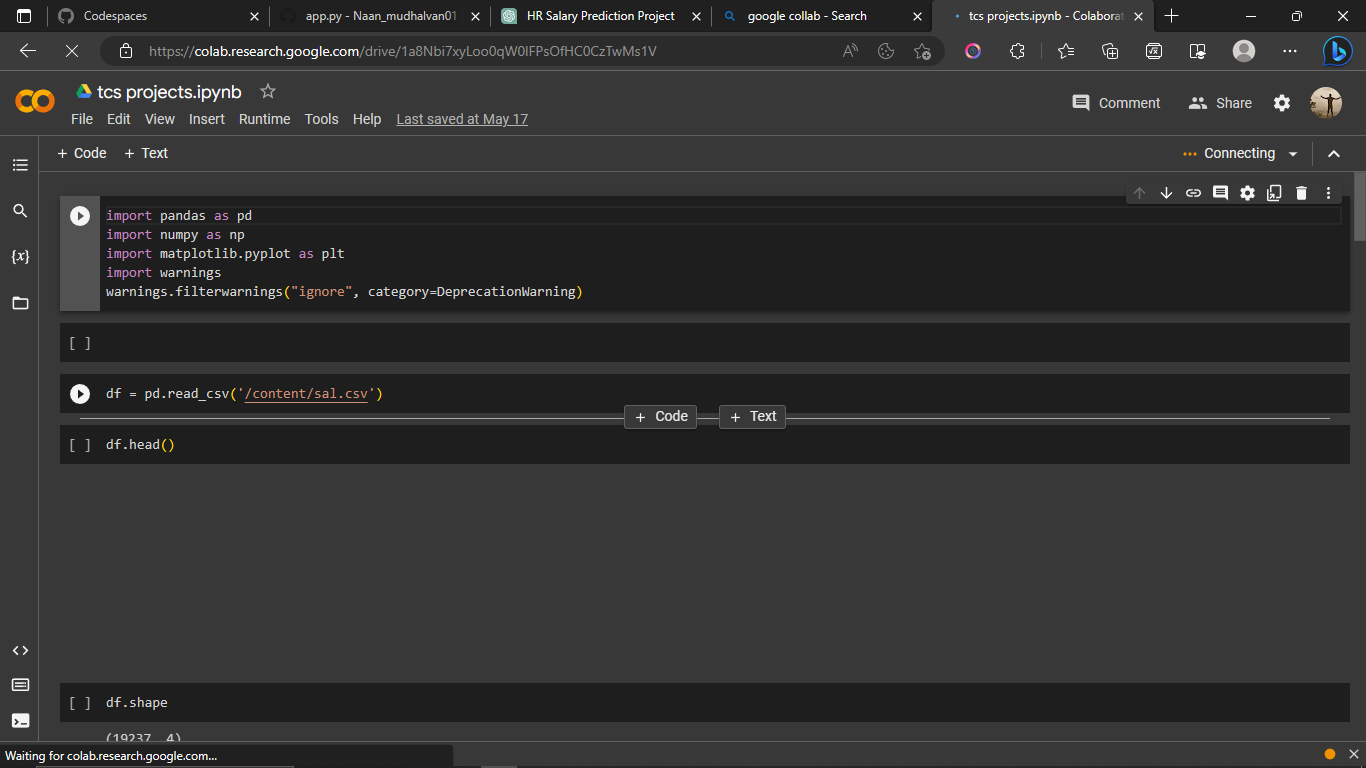 Codespaces
app.py - Naan_mudhalvan01
HR Salary Prediction Project
google collab - Search
tcs projects.ipynb - Colaborat
https://colab.research.google.com/drive/1a8Nbi7xyLoo0qW0IFPsOfHC0CzTwMs1V
tcs projects.ipynb
Comment
Share
File Edit View Insert Runtime Tools Help Last saved at May 17
+ Code + Text
Connecting
import pandas as pd
import numpy as np
import matplotlib.pyplot as plt
import warnings
warnings.filterwarnings("ignore", category=DeprecationWarning)
[ ]
df = pd.read_csv('/content/sal.csv')
+ Code + Text
[ ] df.head()
[ ] df.shape
(19237, 4)
Waiting for colab.research.google.com...